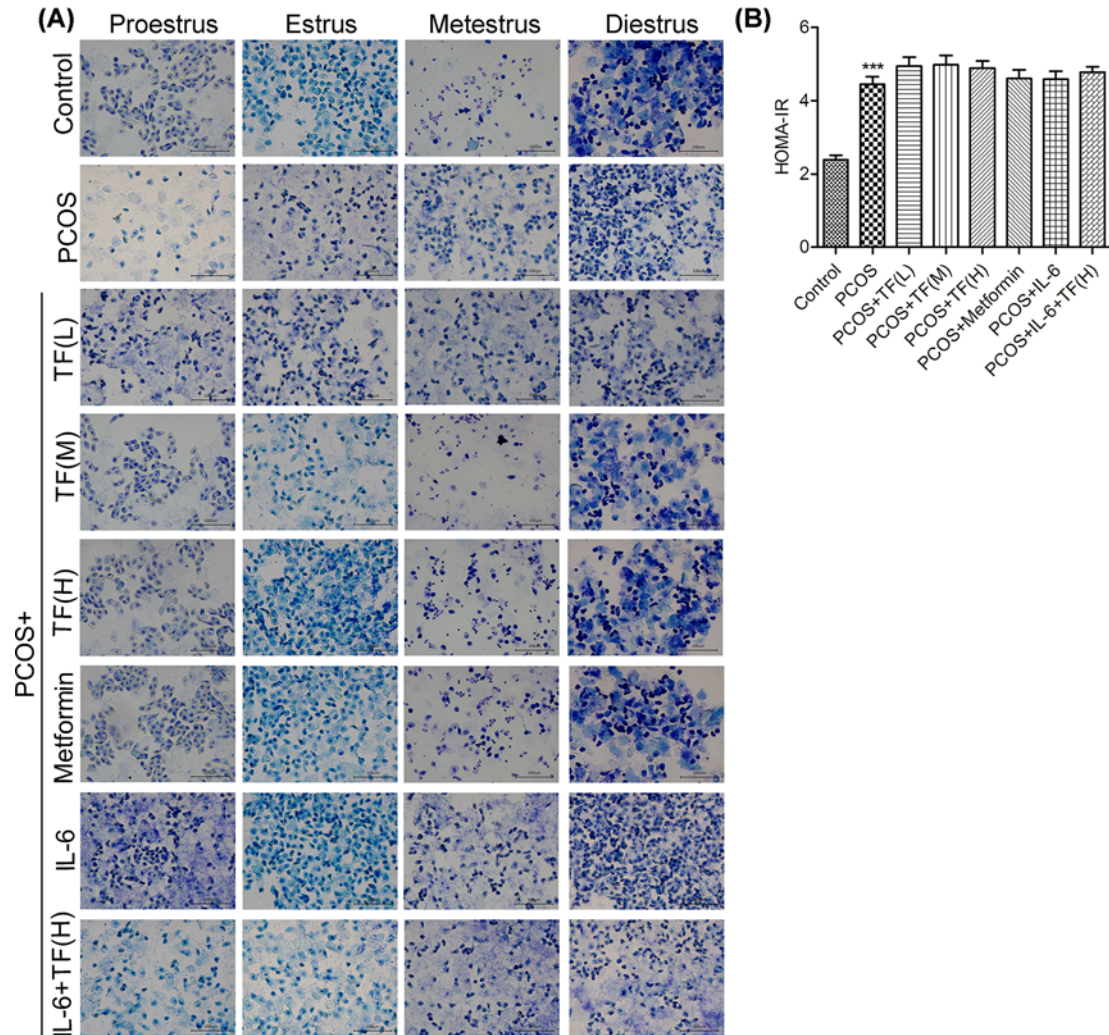 (A)
Proestrus Estrus Metestrus Diestrus
Control
PCOS
PCOS+
TF(L)
TF(M)
TF(H)
Metformin
IL-6
IL-6+TF(H)
(B)
HOMA-IR
6
4
2
0
***
Control
PCOS
PCOS+TF(L)
PCOS+TF(M)
PCOS+TF(H)
PCOS+Metformin
PCOS+IL-6
PCOS+IL-6+TF(H)